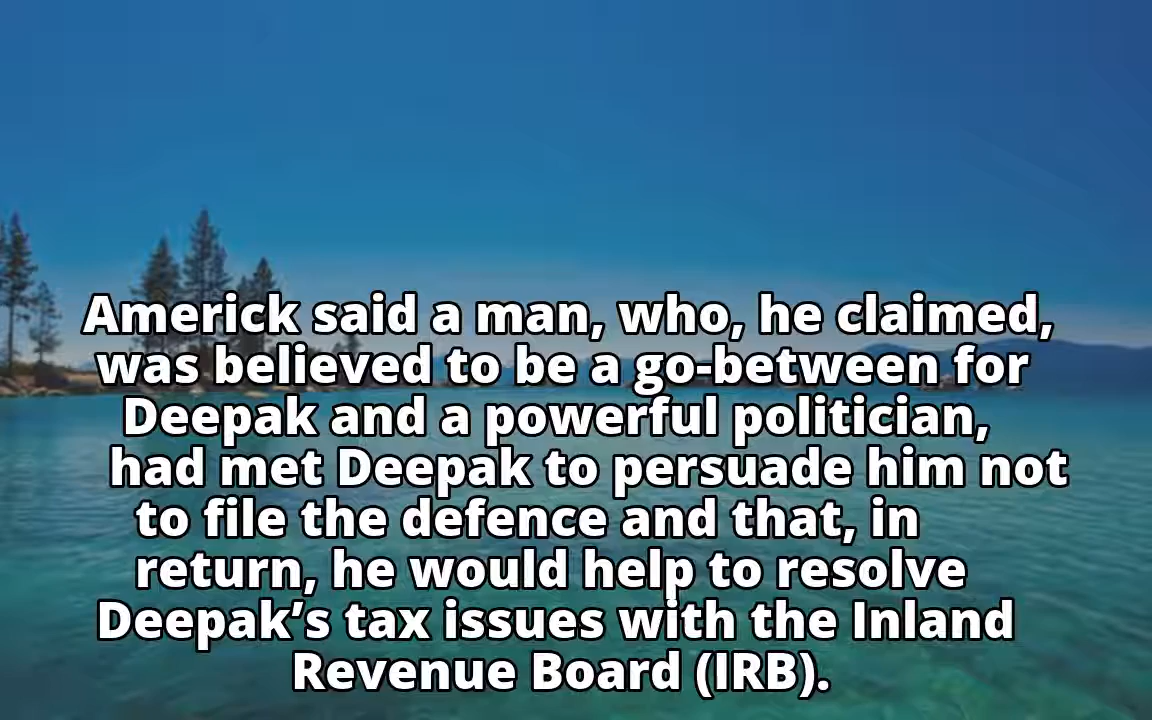 Americk said a man, who, he claimed,
was believed to be a go-between for
Deepak and a powerful politician,
had met Deepak to persuade him not
to file the defence and that, in
return, he would help to resolve
Deepak’s tax issues with the Inland
Revenue Board (IRB).